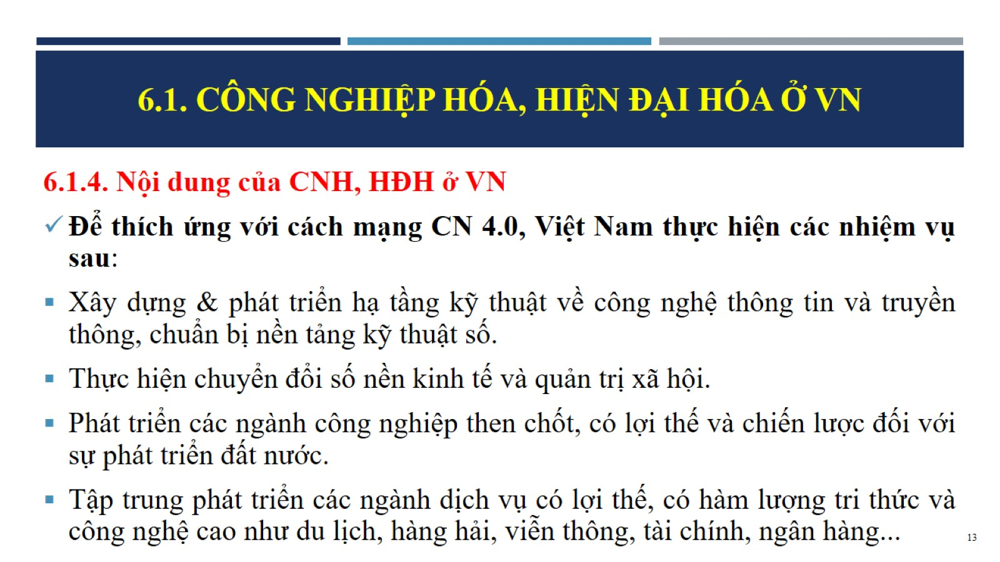 6.1. CÔNG NGHIỆP HÓA, HIỆN ĐẠI HÓA Ở VN
6.1.4. Nội dung của CNH, HĐH ở VN
✓ Để thích ứng với cách mạng CN 4.0, Việt Nam thực hiện các nhiệm vụ
sau:
▪ Xây dựng & phát triển hạ tầng kỹ thuật về công nghệ thông tin và truyền
thông, chuẩn bị nền tảng kỹ thuật số.
▪ Thực hiện chuyển đổi số nền kinh tế và quản trị xã hội.
▪ Phát triển các ngành công nghiệp then chốt, có lợi thế và chiến lược đối với
sự phát triển đất nước.
▪ Tập trung phát triển các ngành dịch vụ có lợi thế, có hàm lượng tri thức và
công nghệ cao như du lịch, hàng hải, viễn thông, tài chính, ngân hàng...
13